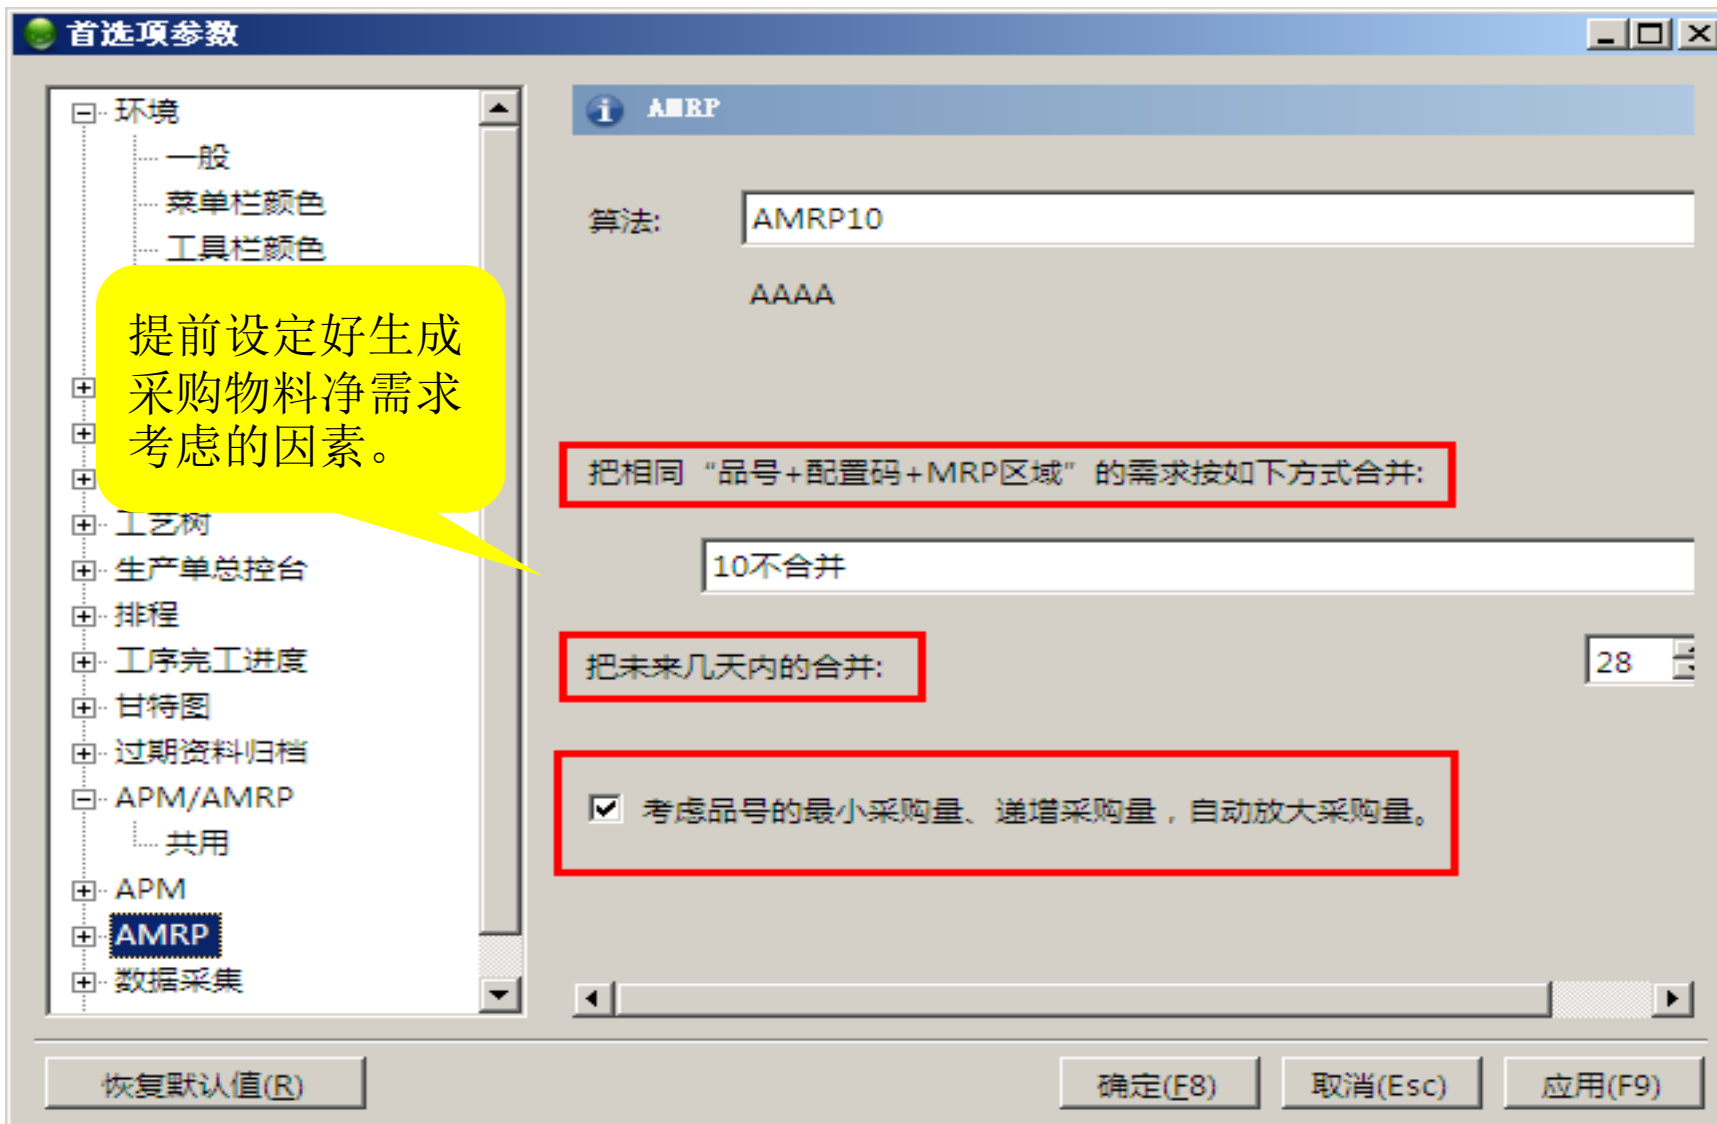 首选项参数
环境
一般
菜单栏颜色
工具栏颜色
提前设定好生成
采购物料净需求
考虑的因素。
工艺树
生产单总控台
排程
工序完工进度
甘特图
过期资料归档
APM/AMRP
共用
APM
AMRP
数据采集
AMRP
算法:
AMRP10
AAAA
把相同“品号+配置码+MRP区域”的需求按如下方式合并:
10不合并
把未来几天内的合并:
28
考虑品号的最小采购量、递增采购量，自动放大采购量。
恢复默认值(R)
确定(F8)
取消(Esc)
应用(F9)